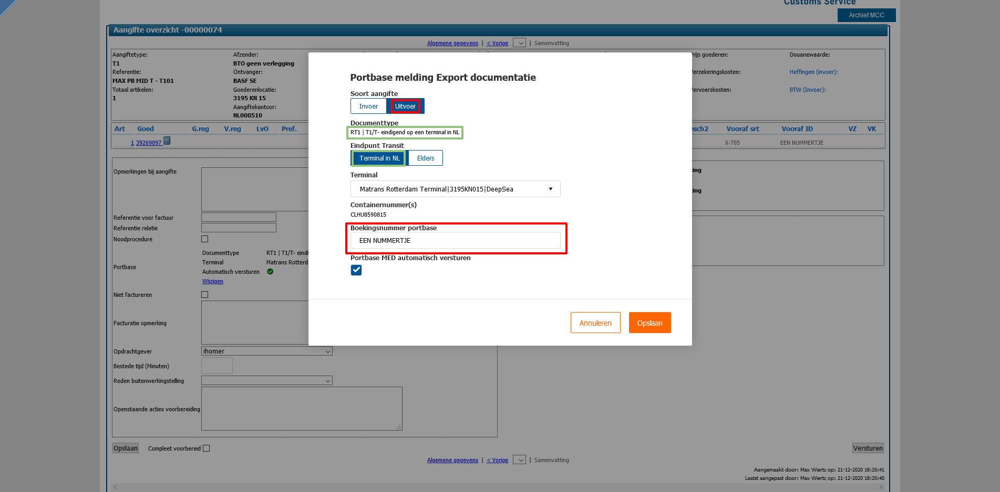 Customs Service
Archief MCC
Aangifte overzicht -00000074
Algemene gegevens | < Vorige | Samenvatting
Aangiftetype:
T1
Referentie:
MAX PB MID T - T101
Totaal artikelen:
1
Afzender:
BTO geen verlegging
Ontvanger:
BASF SE
Goederenlocatie:
3195 KN 15
Aangiftekantoor:
NL000510
Prijs goederen:
Verzekeringskosten:
Vervoerskosten:
Douanewaarde:
Heffingen (invoer):
BTW (Invoer):
Art Goed G.reg V.reg LvO Pref. esch2 Vooraf srt Vooraf ID VZ VK
1 39269097 X-705 EEN NUMMERTJE
Portbase melding Export documentatie
Soort aangifte
Invoer Uitvoer
Documenttype
RT1 | T1/T- eindigend op een terminal in NL
Eindpunt Transit
Terminal in NL Elders
Terminal
Matrans Rotterdam Terminal|3195KN015|DeepSea
Containernummer(s)
CLHU8590815
Boekingsnummer portbase
EEN NUMMERTJE
Portbase MED automatisch versturen
Annuleren Opslaan
Opmerkingen bij aangifte
Referentie voor factuur
Referentie relatie
Noodprocedure
Portbase
Documenttype RT1 | T1/T- eindi
Terminal Matrans Rotterd
Automatisch versturen
Wijzigen
Niet factureren
Facturatie opmerking
Opdrachtgever ihomer
Bestede tijd (Minuten)
Reden buitenwerkingstelling
Openstaande acties voorbereiding
ing
ing
Opslaan Compleet voorbereid Versturen
Algemene gegevens | < Vorige | Samenvatting
Aangemaakt door: Max Wiertz op: 21-12-2020 18:20:41
Laatst aangepast door: Max Wiertz op: 21-12-2020 18:20:40